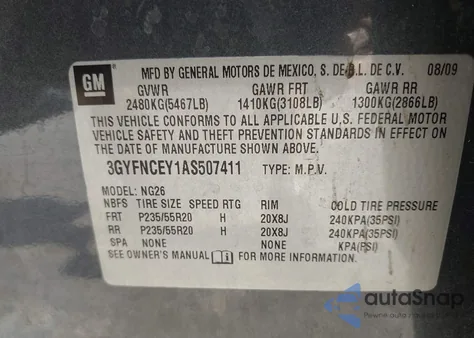 GM
MFD BY GENERAL MOTORS DE MEXICO, S. DE R.L. DE C.V. 08/09
GVWR GAWR FRT GAWR RR
2480KG(5467LB) 1410KG(3108LB) 1300KG(2866LB)
THIS VEHICLE CONFORMS TO ALL APPLICABLE U.S. FEDERAL MOTOR
VEHICLE SAFETY AND THEFT PREVENTION STANDARDS IN EFFECT ON
THE DATE OF MANUFACTURE SHOWN ABOVE.
3GYFNCEY1AS507411 TYPE: M.P.V.
MODEL: NG26
NBFS TIRE SIZE SPEED RTG RIM COLD TIRE PRESSURE
FRT P235/55R20 H 20X8J 240KPA(35PSI)
RR P235/55R20 H 20X8J 240KPA(35PSI)
SPA NONE NONE KPA(PSI)
SEE OWNER'S MANUAL FOR MORE INFORMATION.
autoSnap
Pewne auto prosto z USA